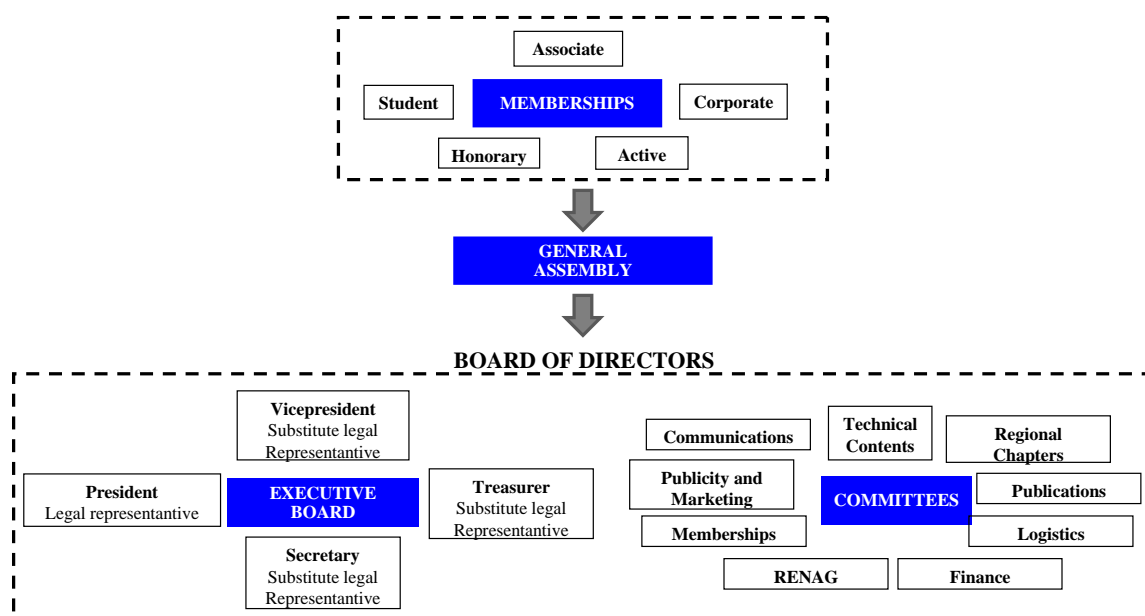 Associate
Student
MEMBERSHIPS
Corporate
Honorary
Active
GENERAL
ASSEMBLY
BOARD OF DIRECTORS
Vicepresident
Substitute legal
Representantive
President
Legal representantive
EXECUTIVE
BOARD
Treasurer
Substitute legal
Representantive
Secretary
Substitute legal
Representantive
Communications
Technical
Contents
Regional
Chapters
Publicity and
Marketing
COMMITTEES
Publications
Memberships
Logistics
RENAG
Finance